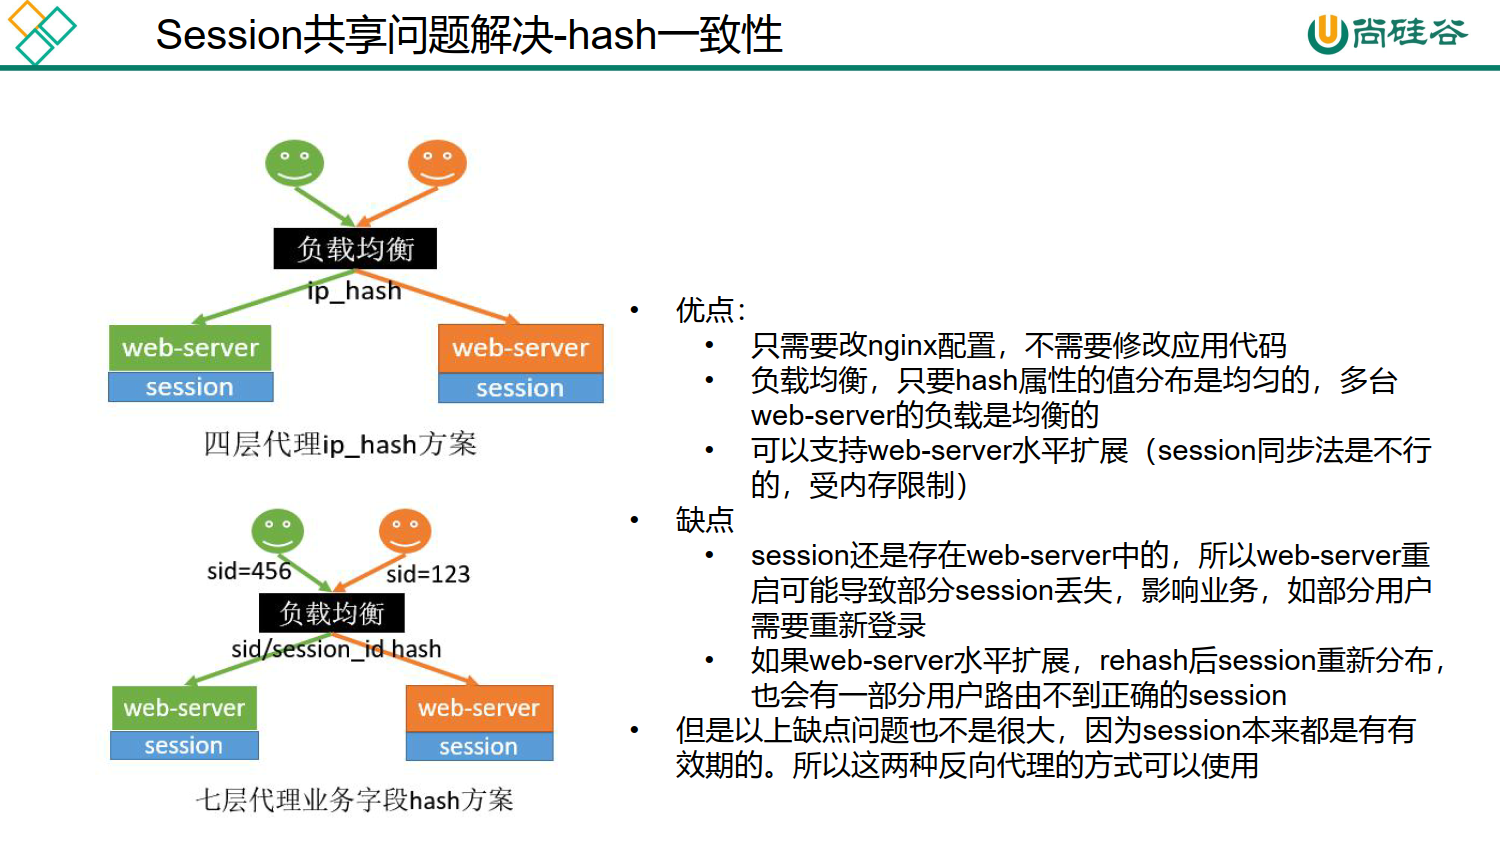 Session共享问题解决-hash一致性
尚硅谷
负载均衡
ip_hash
web-server
web-server
session
session
四层代理ip_hash方案
sid=456
sid=123
负载均衡
sid/session_id hash
web-server
web-server
session
session
七层代理业务字段hash方案
• 优点：
• 只需要改nginx配置，不需要修改应用代码
• 负载均衡，只要hash属性的值分布是均匀的，多台
web-server的负载是均衡的
• 可以支持web-server水平扩展（session同步法是不行
的，受内存限制）
• 缺点
• session还是存在web-server中的，所以web-server重
启可能导致部分session丢失，影响业务，如部分用户
需要重新登录
• 如果web-server水平扩展，rehash后session重新分布，
也会有一部分用户路由不到正确的session
• 但是以上缺点问题也不是很大，因为session本来都是有有
效期的。所以这两种反向代理的方式可以使用